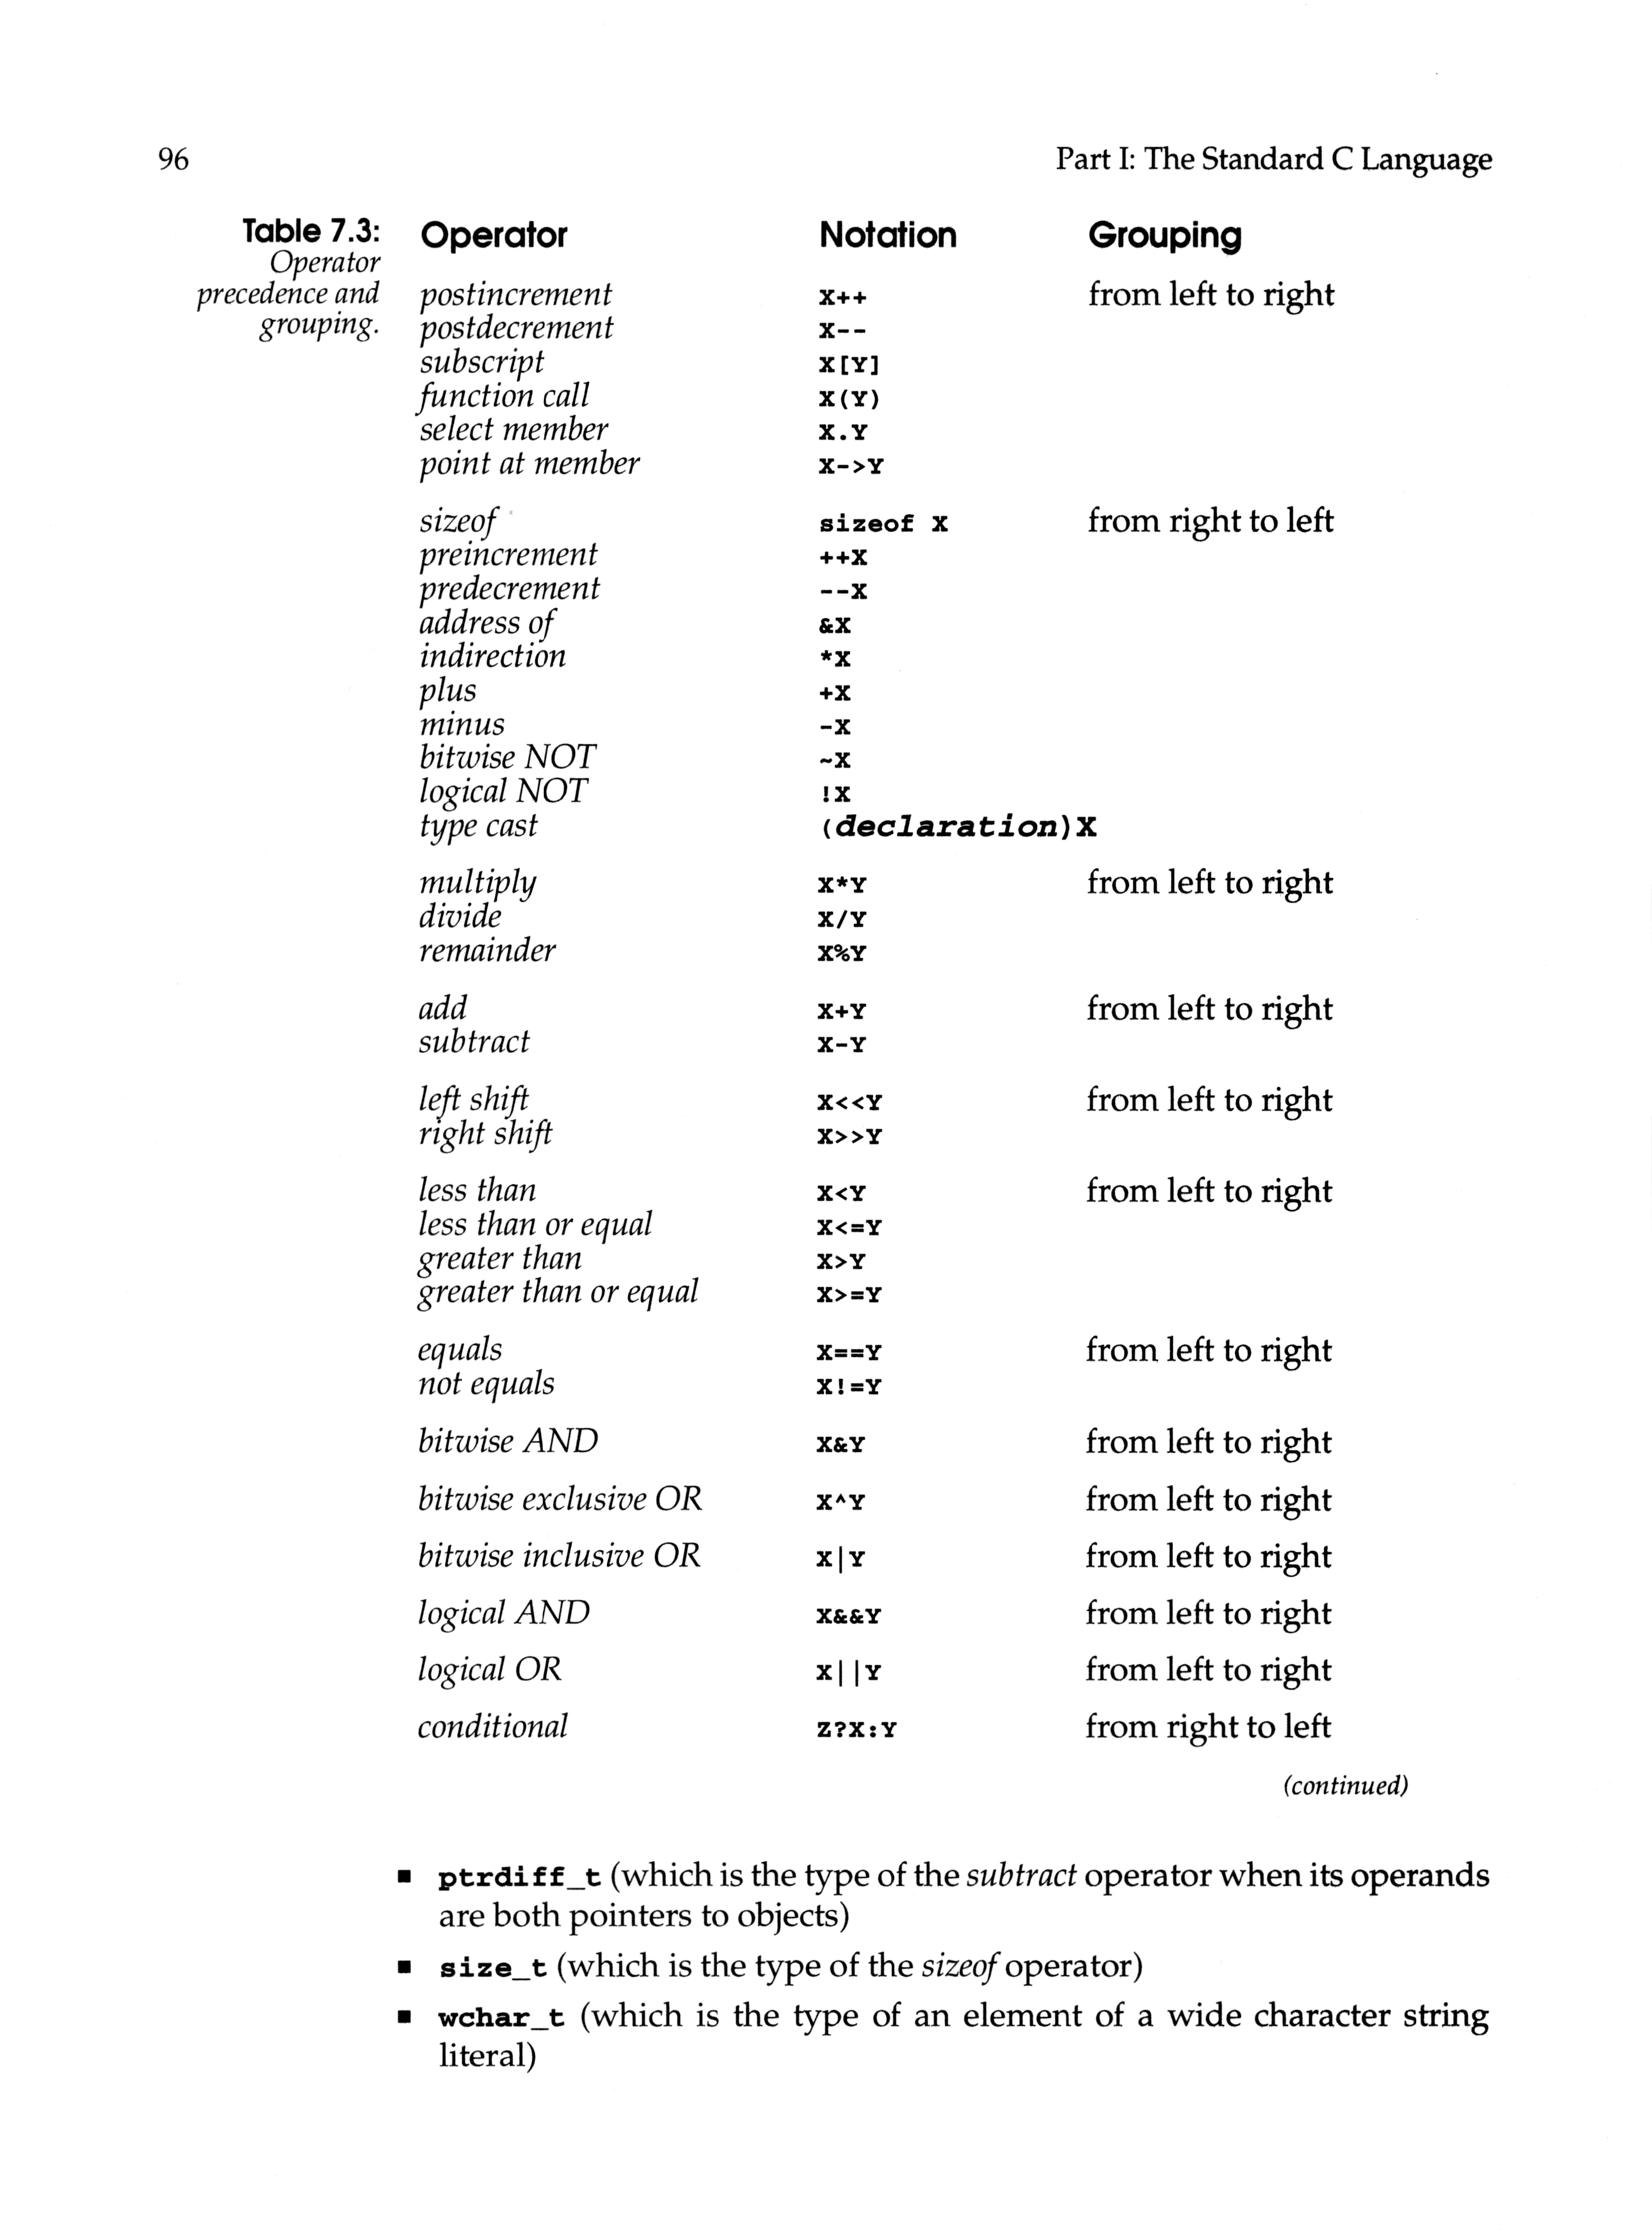 96 Part I: The Standard C Language
Table 7.3:
Operator
precedence and
grouping.
Operator Notation Grouping
postincrement X++ from left to right
postdecrement X--
subscript X[Y]
function call X(Y)
select member X.Y
point at member X->Y
sizeof sizeof X from right to left
preincrement ++X
predecrement --X
address of &X
indirection *X
plus +X
minus -X
bitwise NOT ~X
logical NOT !X
type cast (declaration)X
multiply X*Y from left to right
divide X/Y
remainder X%Y
add X+Y from left to right
subtract X-Y
left shift X<<Y from left to right
right shift X>>Y
less than X<Y from left to right
less than or equal X<=Y
greater than X>Y
greater than or equal X>=Y
equals X==Y from left to right
not equals X!=Y
bitwise AND X&Y from left to right
bitwise exclusive OR X^Y from left to right
bitwise inclusive OR X|Y from left to right
logical AND X&&Y from left to right
logical OR X||Y from left to right
conditional Z?X:Y from right to left
(continued)
■ ptrdiff_t (which is the type of the subtract operator when its operands
are both pointers to objects)
■ size_t (which is the type of the sizeof operator)
■ wchar_t (which is the type of an element of a wide character string
literal)